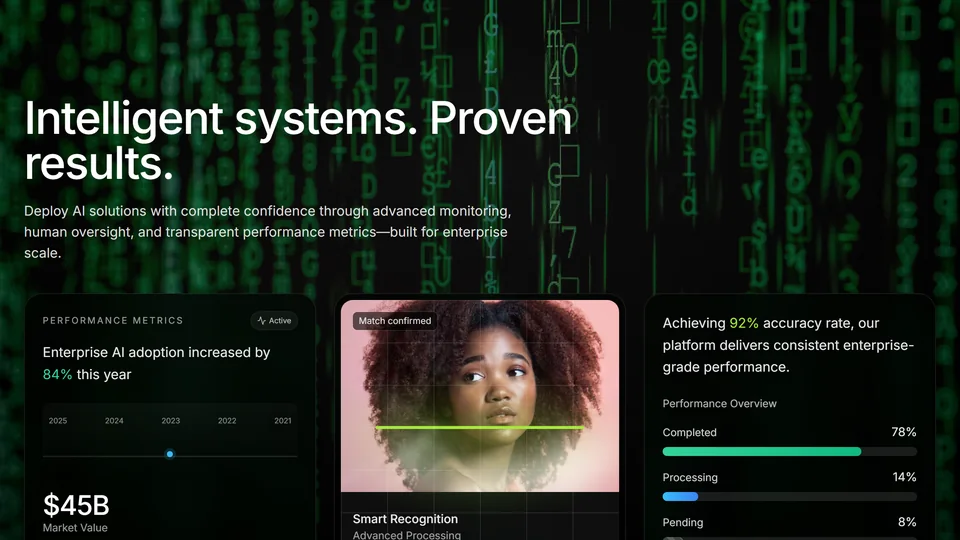 Intelligent systems. Proven
results.
Deploy AI solutions with complete confidence through advanced monitoring,
human oversight, and transparent performance metrics—built for enterprise
scale.
PERFORMANCE METRICS
Active
Enterprise AI adoption increased by
84% this year
2025 2024 2023 2022 2021
$45B
Market Value
Match confirmed
Smart Recognition
Advanced Processing
Achieving 92% accuracy rate, our
platform delivers consistent enterprise-
grade performance.
Performance Overview
Completed 78%
Processing 14%
Pending 8%